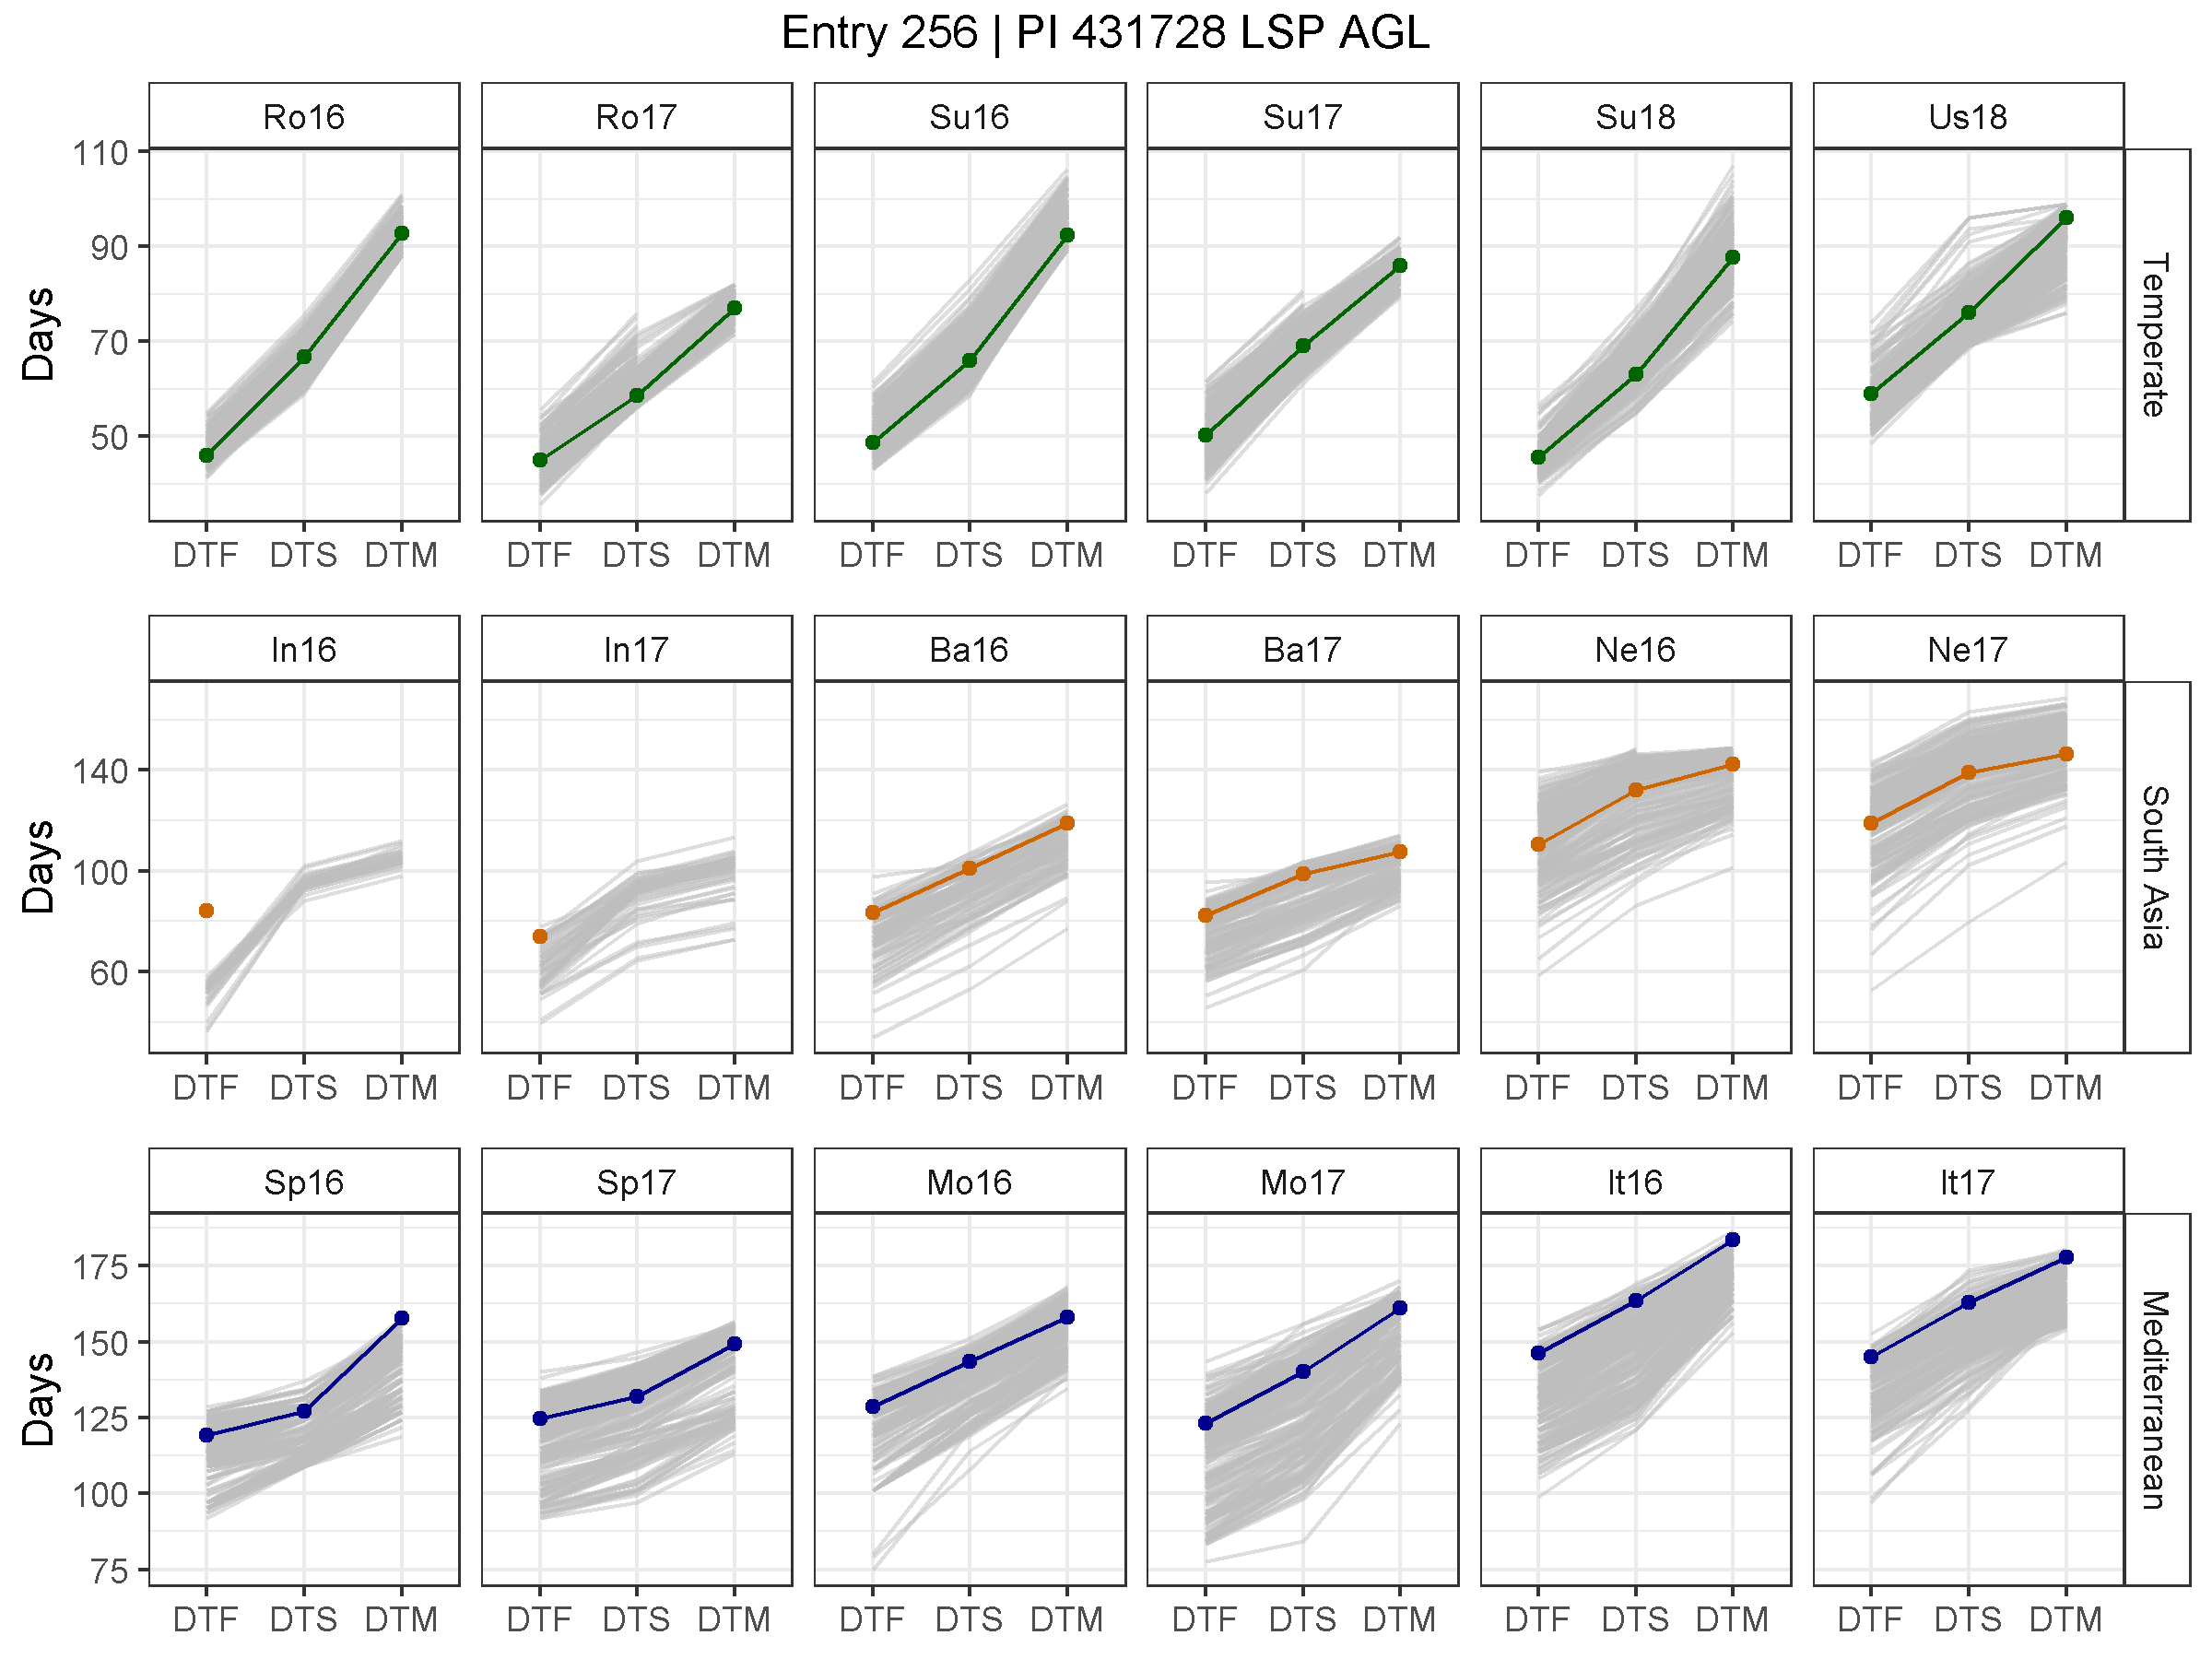 Entry 256 | PI 431728 LSP AGL
Ro16 Ro17 Su16 Su17 Su18 Us18
110
90
70
50
Days
Temperate
DTF DTS DTM DTF DTS DTM DTF DTS DTM DTF DTS DTM DTF DTS DTM DTF DTS DTM
In16 In17 Ba16 Ba17 Ne16 Ne17
140
100
60
Days
South Asia
DTF DTS DTM DTF DTS DTM DTF DTS DTM DTF DTS DTM DTF DTS DTM DTF DTS DTM
Sp16 Sp17 Mo16 Mo17 It16 It17
175
150
125
100
75
Days
Mediterranean
DTF DTS DTM DTF DTS DTM DTF DTS DTM DTF DTS DTM DTF DTS DTM DTF DTS DTM